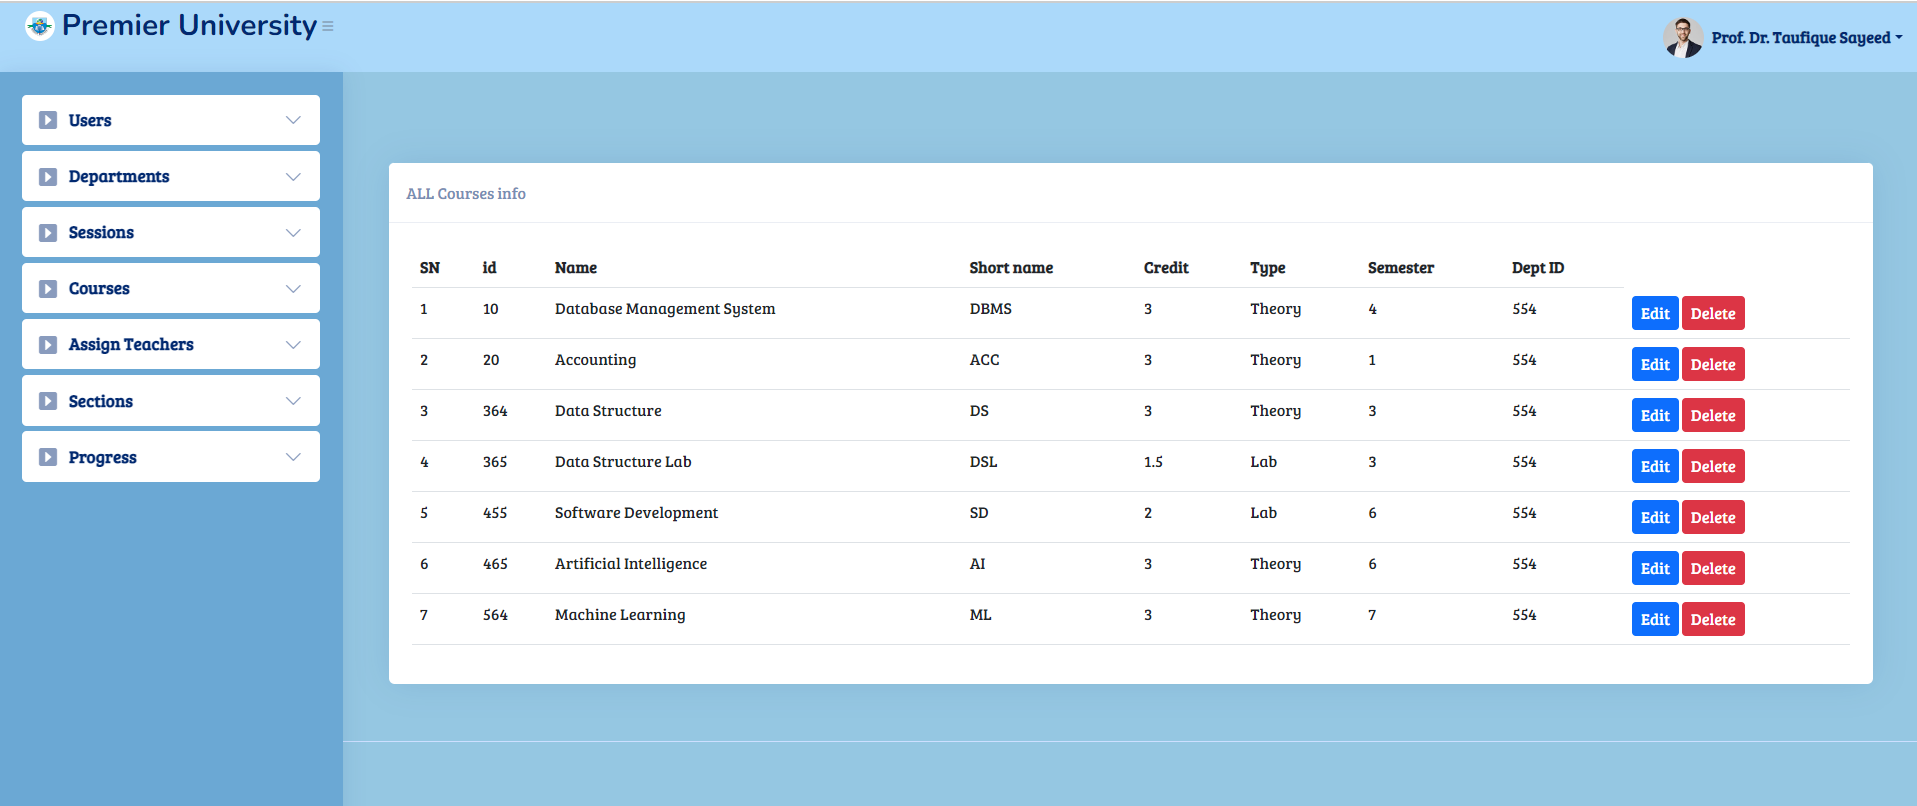 Premier University
Prof. Dr. Taufique Sayeed
Users
Departments
Sessions
Courses
Assign Teachers
Sections
Progress
ALL Courses info
SN id Name Short name Credit Type Semester Dept ID
1 10 Database Management System DBMS 3 Theory 4 554 Edit Delete
2 20 Accounting ACC 3 Theory 1 554 Edit Delete
3 364 Data Structure DS 3 Theory 3 554 Edit Delete
4 365 Data Structure Lab DSL 1.5 Lab 3 554 Edit Delete
5 455 Software Development SD 2 Lab 6 554 Edit Delete
6 465 Artificial Intelligence AI 3 Theory 6 554 Edit Delete
7 564 Machine Learning ML 3 Theory 7 554 Edit Delete